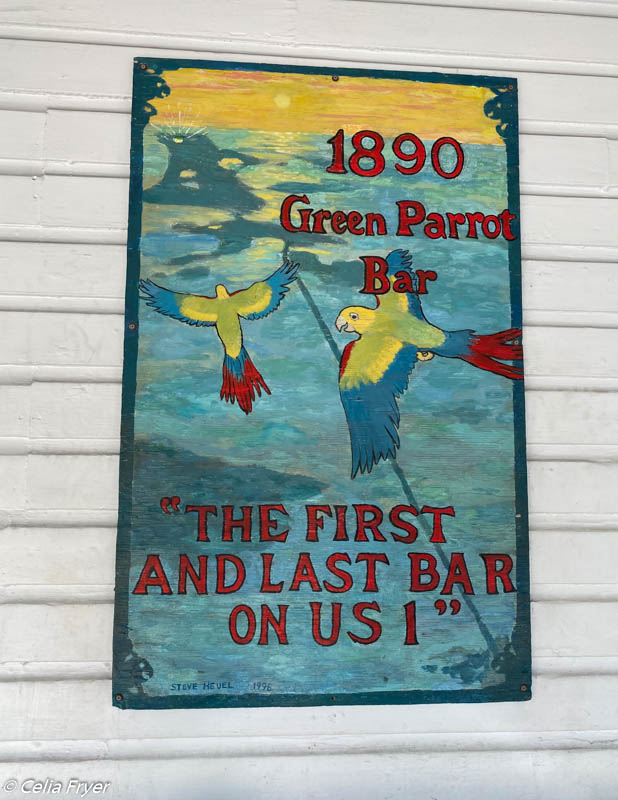 1890
Green Parrot
Bar
"THE FIRST
AND LAST BAR
ON US 1"
STEVE HEUEL 1996
© Celia Fryer